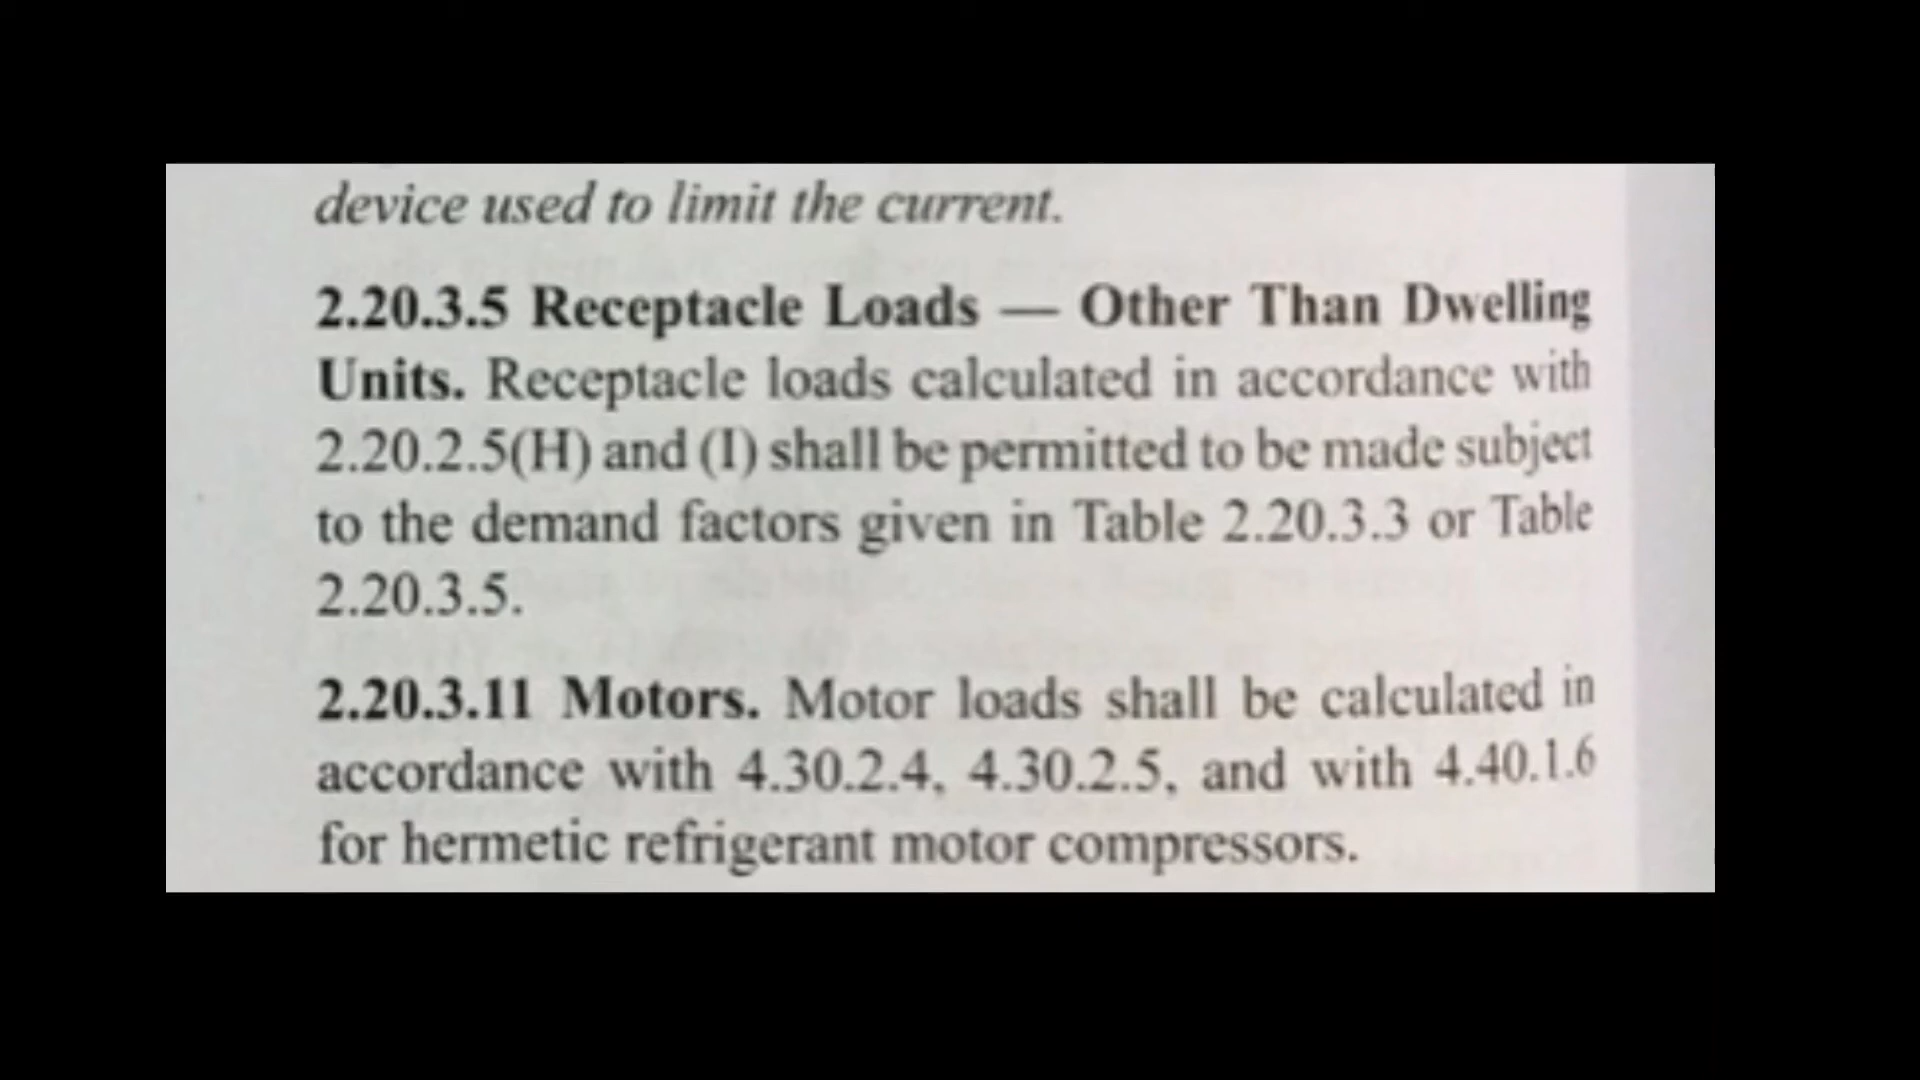 device used to limit the current.
2.20.3.5 Receptacle Loads — Other Than Dwelling
Units. Receptacle loads calculated in accordance with
2.20.2.5(H) and (I) shall be permitted to be made subject
to the demand factors given in Table 2.20.3.3 or Table
2.20.3.5.
2.20.3.11 Motors. Motor loads shall be calculated in
accordance with 4.30.2.4, 4.30.2.5, and with 4.40.1.6
for hermetic refrigerant motor compressors.